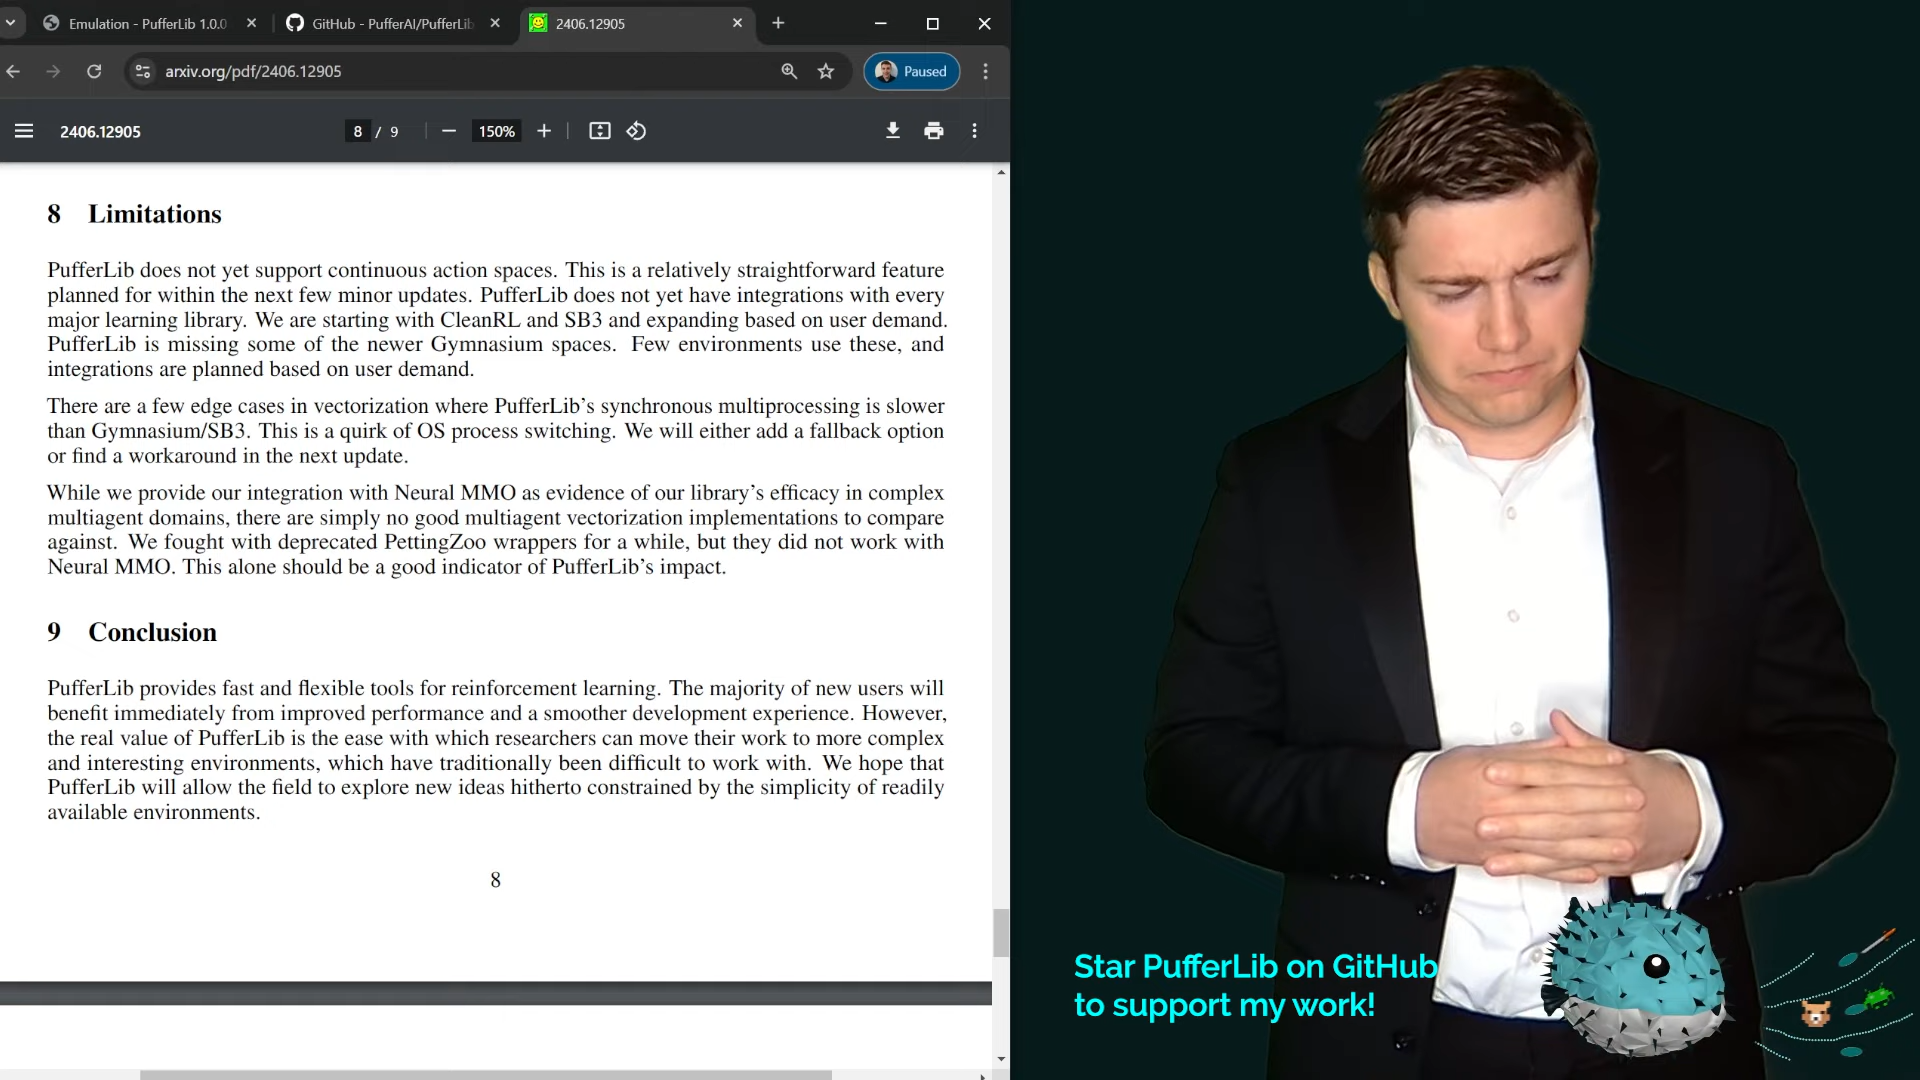 Emulation - PufferLib 1.0.0
GitHub - PufferAI/PufferLib
2406.12905
arxiv.org/pdf/2406.12905
Paused
2406.12905
8 / 9
150%
8 Limitations
PufferLib does not yet support continuous action spaces. This is a relatively straightforward feature
planned for within the next few minor updates. PufferLib does not yet have integrations with every
major learning library. We are starting with CleanRL and SB3 and expanding based on user demand.
PufferLib is missing some of the newer Gymnasium spaces. Few environments use these, and
integrations are planned based on user demand.
There are a few edge cases in vectorization where PufferLib's synchronous multiprocessing is slower
than Gymnasium/SB3. This is a quirk of OS process switching. We will either add a fallback option
or find a workaround in the next update.
While we provide our integration with Neural MMO as evidence of our library's efficacy in complex
multiagent domains, there are simply no good multiagent vectorization implementations to compare
against. We fought with deprecated PettingZoo wrappers for a while, but they did not work with
Neural MMO. This alone should be a good indicator of PufferLib's impact.
9 Conclusion
PufferLib provides fast and flexible tools for reinforcement learning. The majority of new users will
benefit immediately from improved performance and a smoother development experience. However,
the real value of PufferLib is the ease with which researchers can move their work to more complex
and interesting environments, which have traditionally been difficult to work with. We hope that
PufferLib will allow the field to explore new ideas hitherto constrained by the simplicity of readily
available environments.
8
Star PufferLib on GitHub
to support my work!